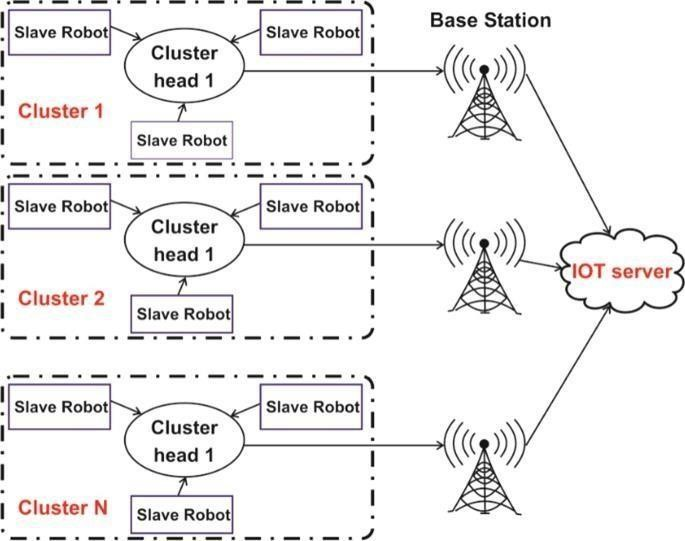 Base Station
Slave Robot
Slave Robot
Cluster
head 1
Cluster 1
Slave Robot
Slave Robot
Slave Robot
Cluster
head 1
Cluster 2
Slave Robot
IOT server
Slave Robot
Slave Robot
Cluster
head 1
Cluster N
Slave Robot